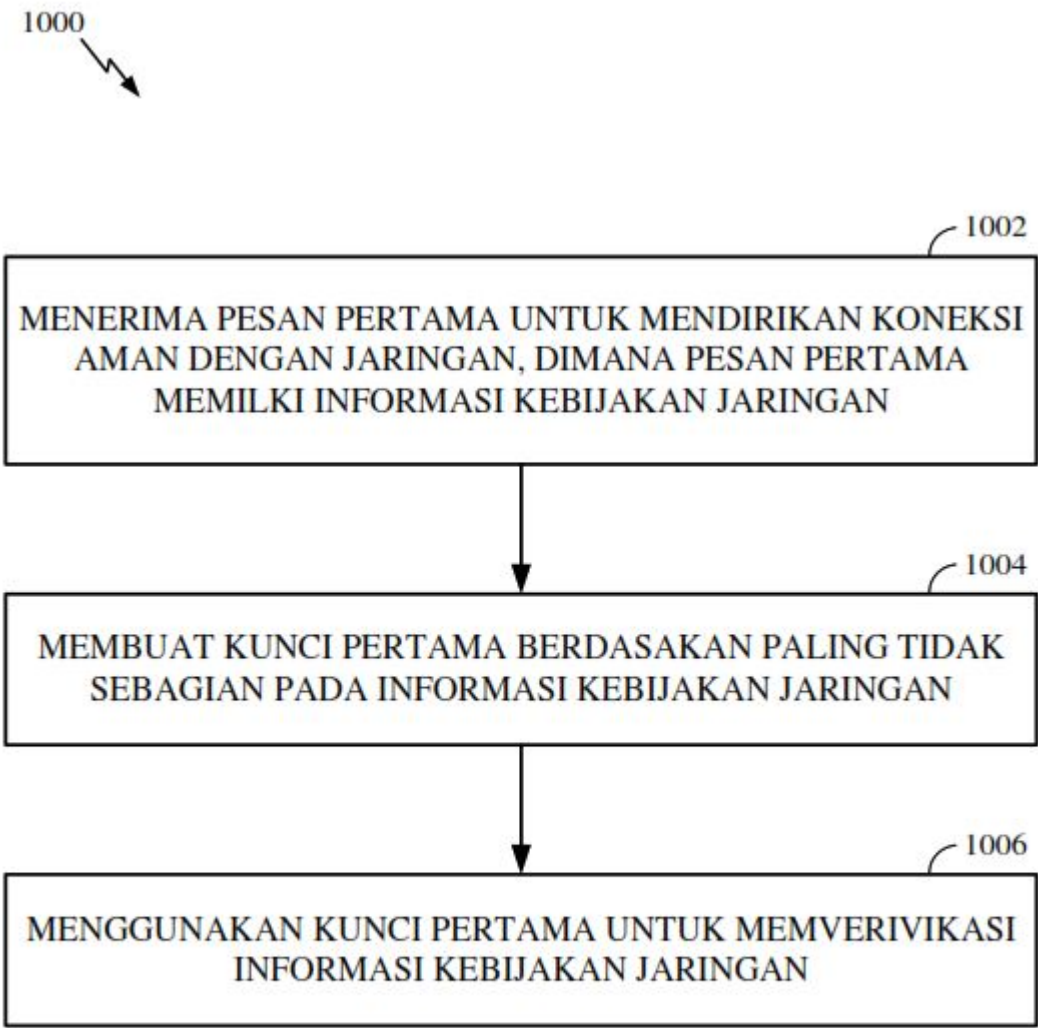 1000
1002
MENERIMA PESAN PERTAMA UNTUK MENDIRIKAN KONEKSI
AMAN DENGAN JARINGAN, DIMANA PESAN PERTAMA
MEMILKI INFORMASI KEBIJAKAN JARINGAN
1004
MEMBUAT KUNCI PERTAMA BERDASAKAN PALING TIDAK
SEBAGIAN PADA INFORMASI KEBIJAKAN JARINGAN
1006
MENGGUNAKAN KUNCI PERTAMA UNTUK MEMVERIVIKASI
INFORMASI KEBIJAKAN JARINGAN